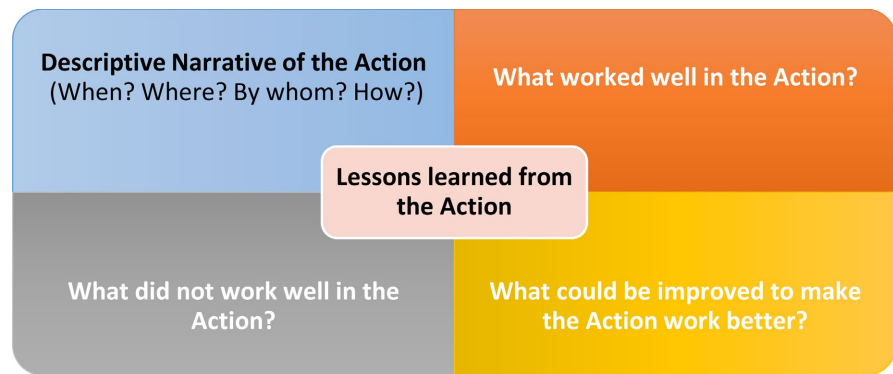 Descriptive Narrative of the Action
(When? Where? By whom? How?)
What worked well in the Action?
Lessons learned from
the Action
What did not work well in the
Action?
What could be improved to make
the Action work better?